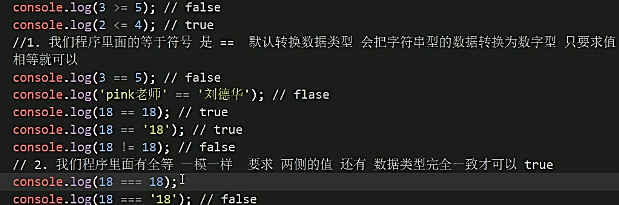 console.log(3 >= 5); // false
console.log(2 <= 4); // true
//1. 我们程序里面的等于符号 是 ==  默认转换数据类型 会把字符串型的数据转换为数字型 只要求值
相等就可以
console.log(3 == 5); // false
console.log('pink老师' == '刘德华'); // flase
console.log(18 == 18); // true
console.log(18 == '18'); // true
console.log(18 != 18); // false
// 2. 我们程序里面有全等 一模一样  要求 两侧的值 还有 数据类型完全一致才可以 true
console.log(18 === 18);
console.log(18 === '18'); // false